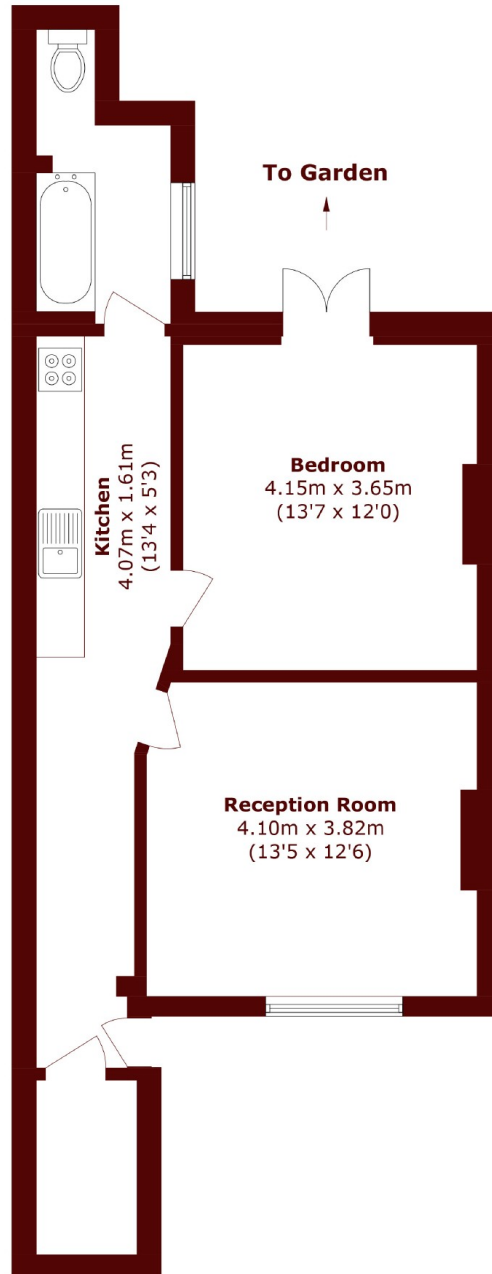 To Garden
Bedroom
4.15m x 3.65m
(13'7 x 12'0)
Kitchen
4.07m x 1.61m
(13'4 x 5'3)
Reception Room
4.10m x 3.82m
(13'5 x 12'6)